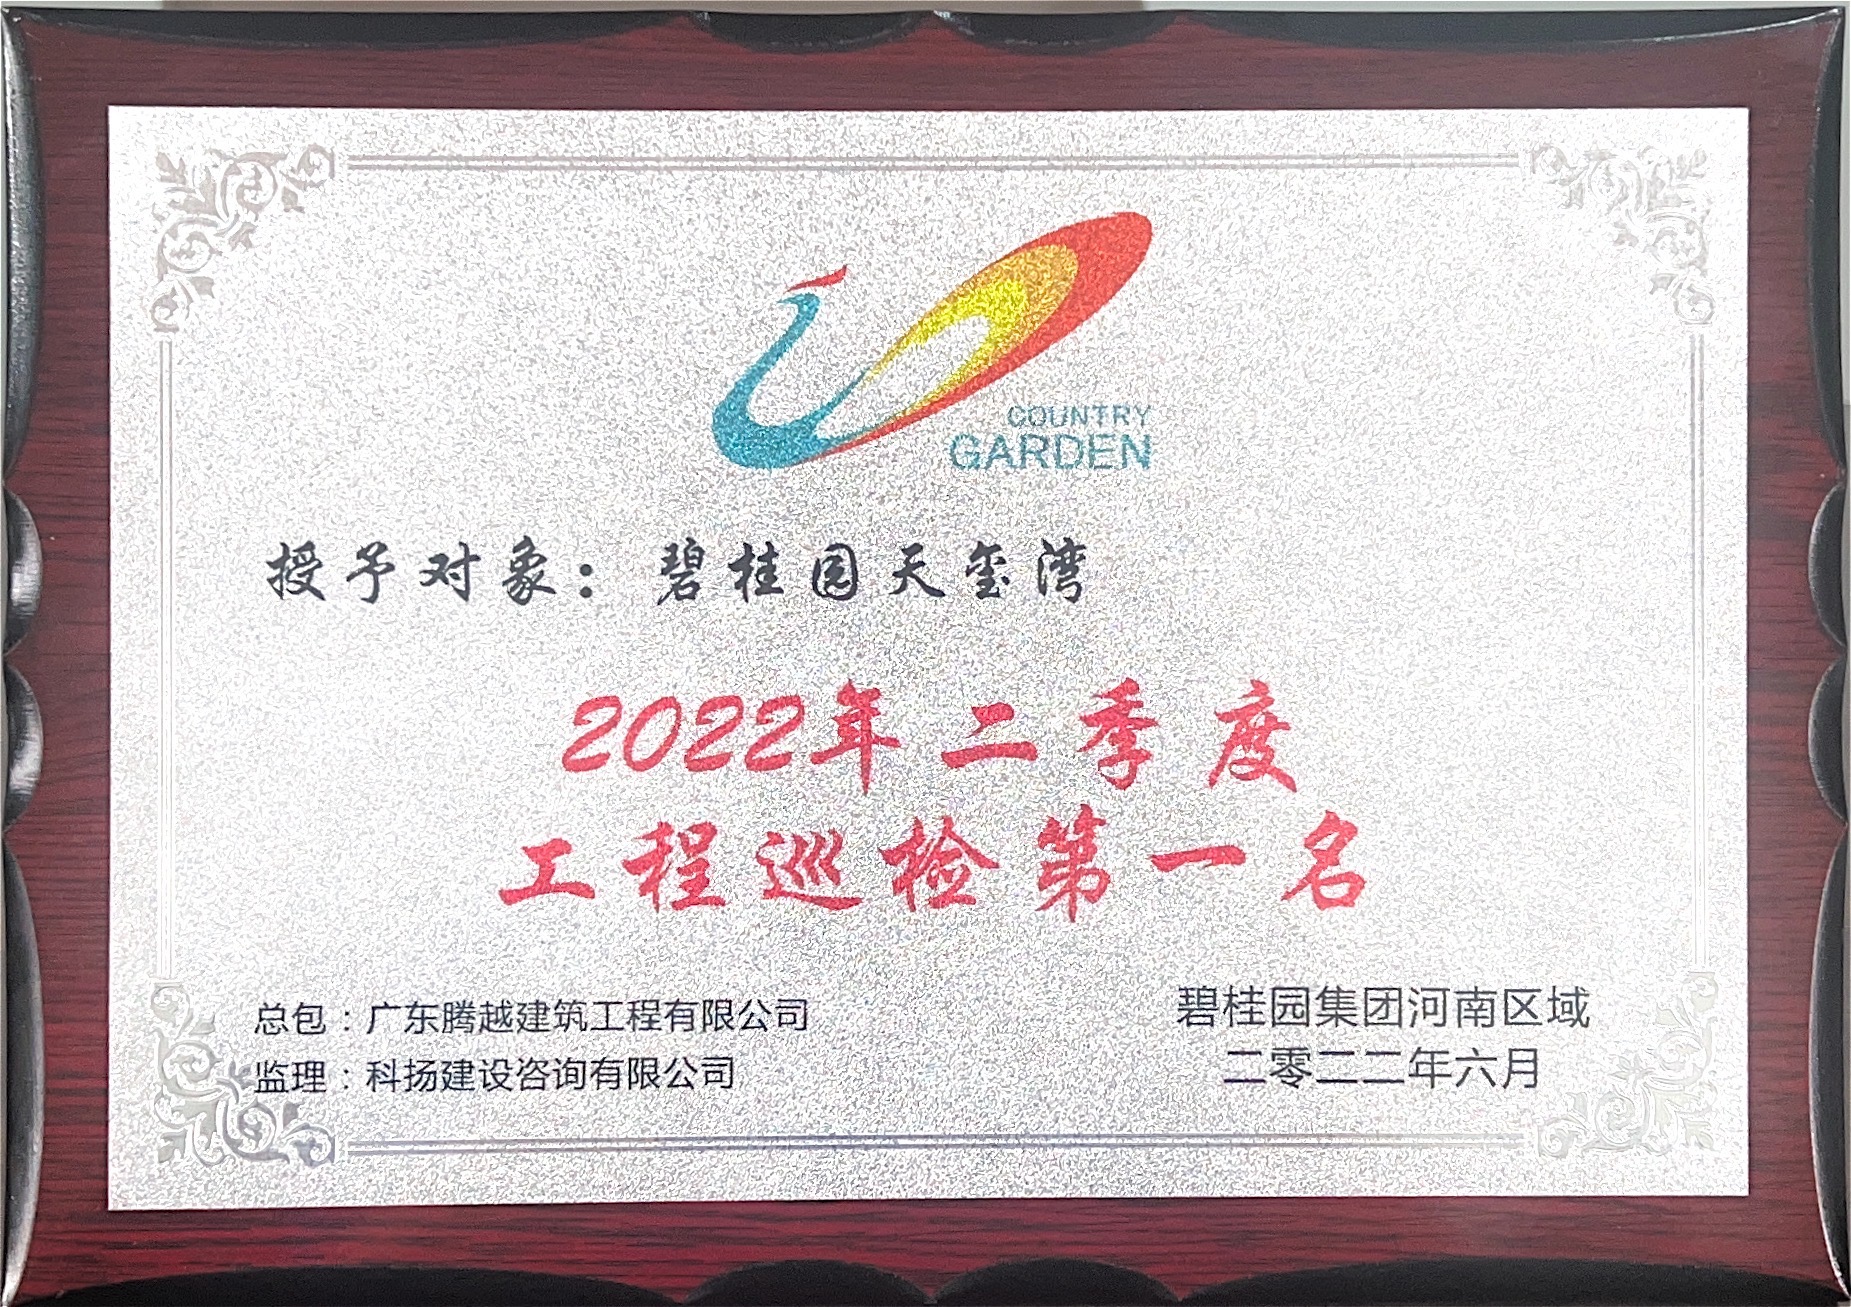 COUNTRY
GARDEN
授予对象：碧桂园天玺湾
2022年二季度
工程巡检第一名
总包：广东腾越建筑工程有限公司
监理：科扬建设咨询有限公司
碧桂园集团河南区域
二零二二年六月